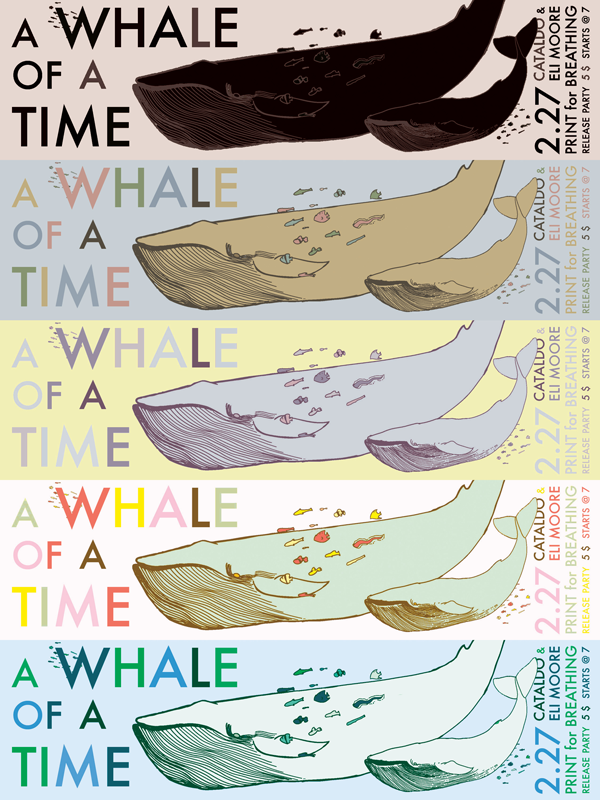 A WHALE
OF A
TIME
2.27 CATALDO &
ELI MOORE
PRINT for BREATHING
RELEASE PARTY 5$ STARTS @ 7
A WHALE
OF A
TIME
2.27 CATALDO &
ELI MOORE
PRINT for BREATHING
RELEASE PARTY 5$ STARTS @ 7
A WHALE
OF A
TIME
2.27 CATALDO &
ELI MOORE
PRINT for BREATHING
RELEASE PARTY 5$ STARTS @ 7
A WHALE
OF A
TIME
2.27 CATALDO &
ELI MOORE
PRINT for BREATHING
RELEASE PARTY 5$ STARTS @ 7
A WHALE
OF A
TIME
2.27 CATALDO &
ELI MOORE
PRINT for BREATHING
RELEASE PARTY 5$ STARTS @ 7